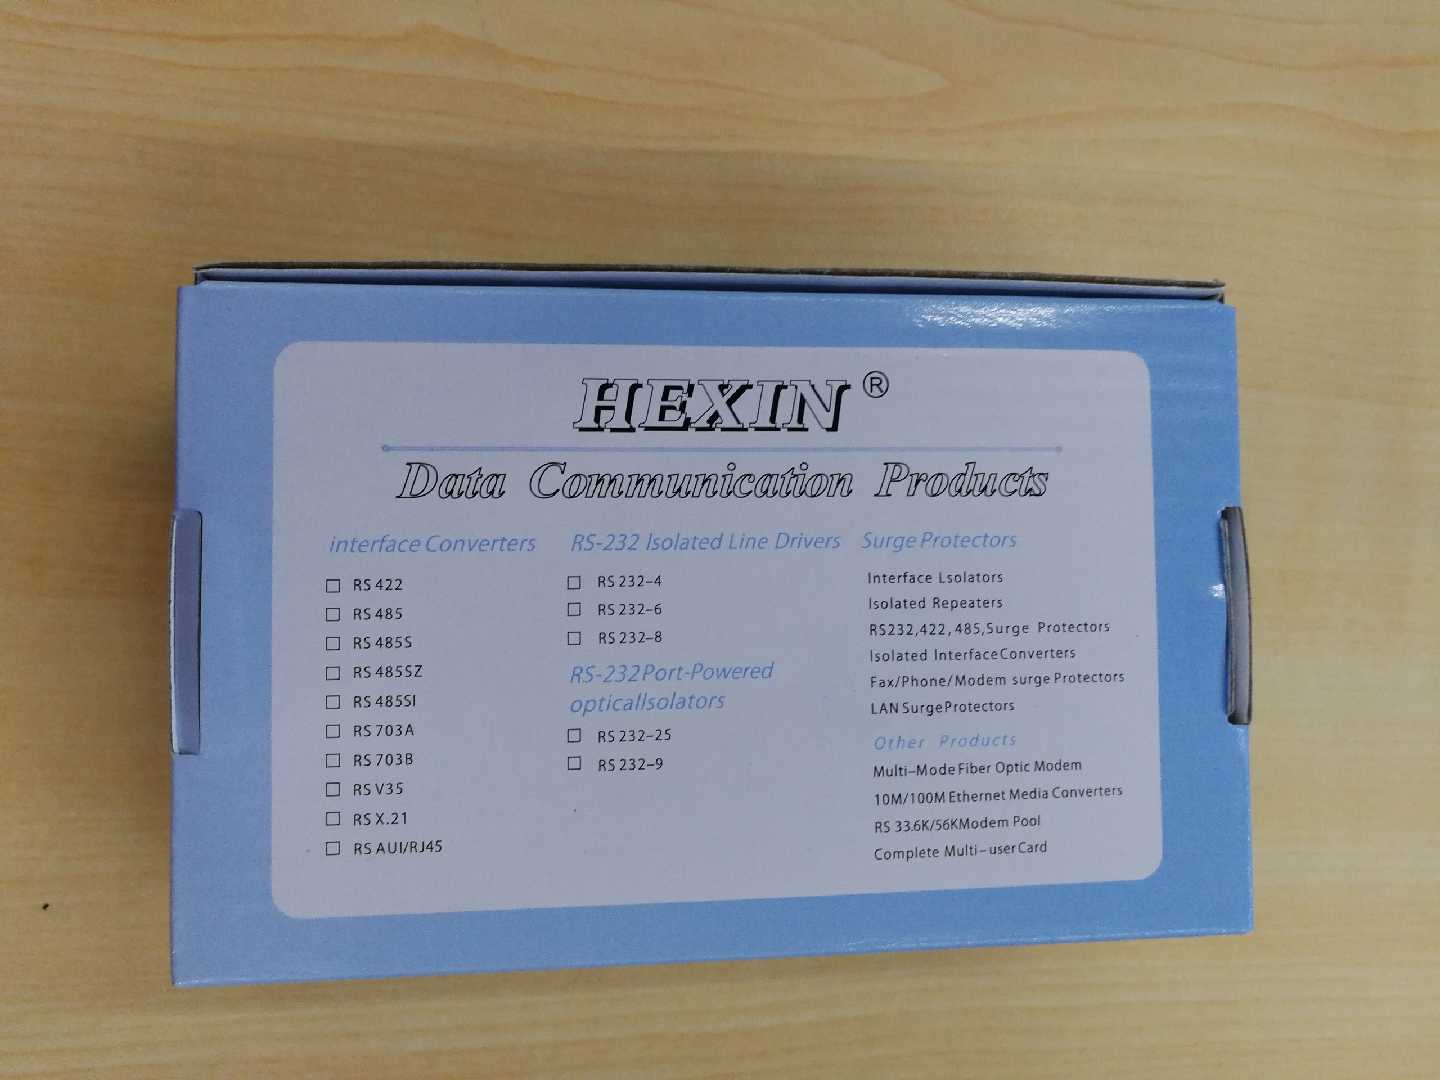 HEXIN®
Data Communication Products
interface Converters
☐ RS 422
☐ RS 485
☐ RS 485S
☐ RS 485SZ
☐ RS 485SI
☐ RS 703A
☐ RS 703B
☐ RS V35
☐ RS X.21
☐ RS AUI/RJ45
RS-232 Isolated Line Drivers
☐ RS 232-4
☐ RS 232-6
☐ RS 232-8
RS-232Port-Powered
opticalIsolators
☐ RS 232-25
☐ RS 232-9
Surge Protectors
Interface Lsolators
Isolated Repeaters
RS232,422,485,Surge Protectors
Isolated InterfaceConverters
Fax/Phone/Modem surge Protectors
LAN SurgeProtectors
Other Products
Multi-Mode Fiber Optic Modem
10M/100M Ethernet Media Converters
RS 33.6K/56KModem Pool
Complete Multi-userCard